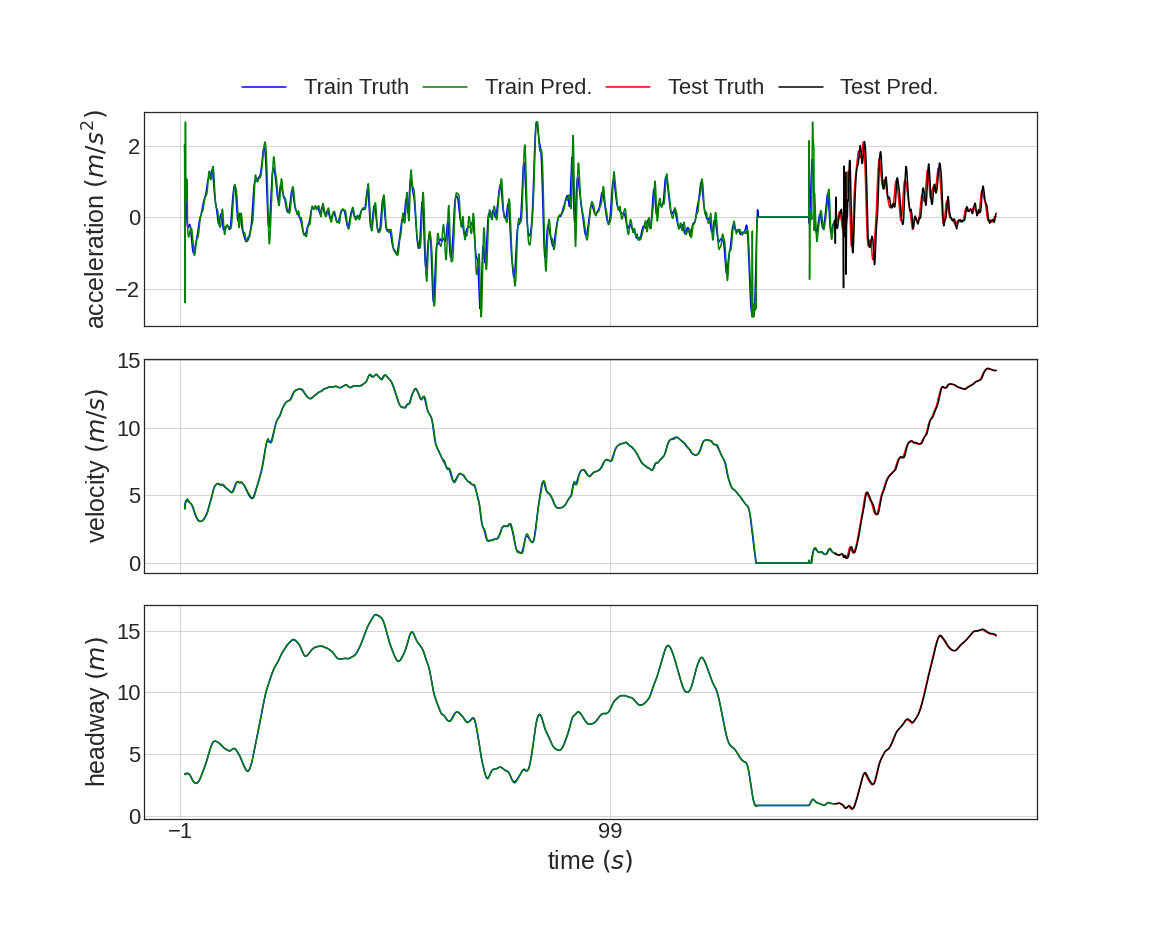 Train Truth Train Pred. Test Truth Test Pred.
acceleration (m/s²)
2
0
−2
velocity (m/s)
15
10
5
0
headway (m)
15
10
5
0
−1 99
time (s)